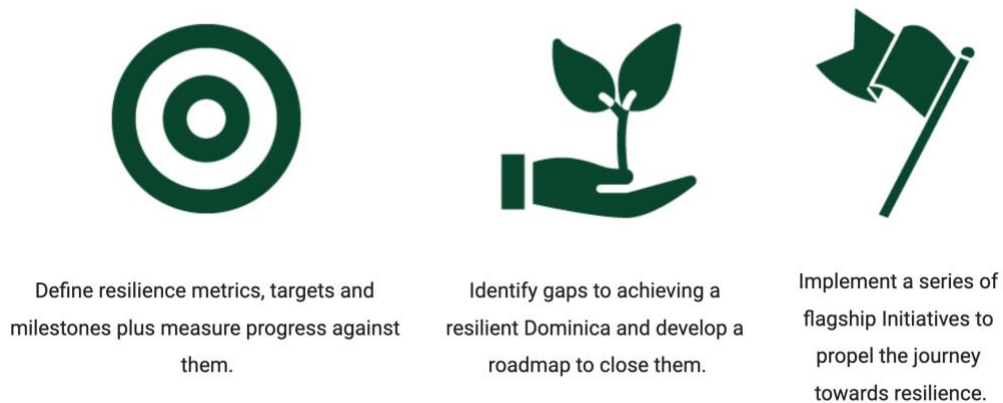 Define resilience metrics, targets and
milestones plus measure progress against
them.
Identify gaps to achieving a
resilient Dominica and develop a
roadmap to close them.
Implement a series of
flagship Initiatives to
propel the journey
towards resilience.